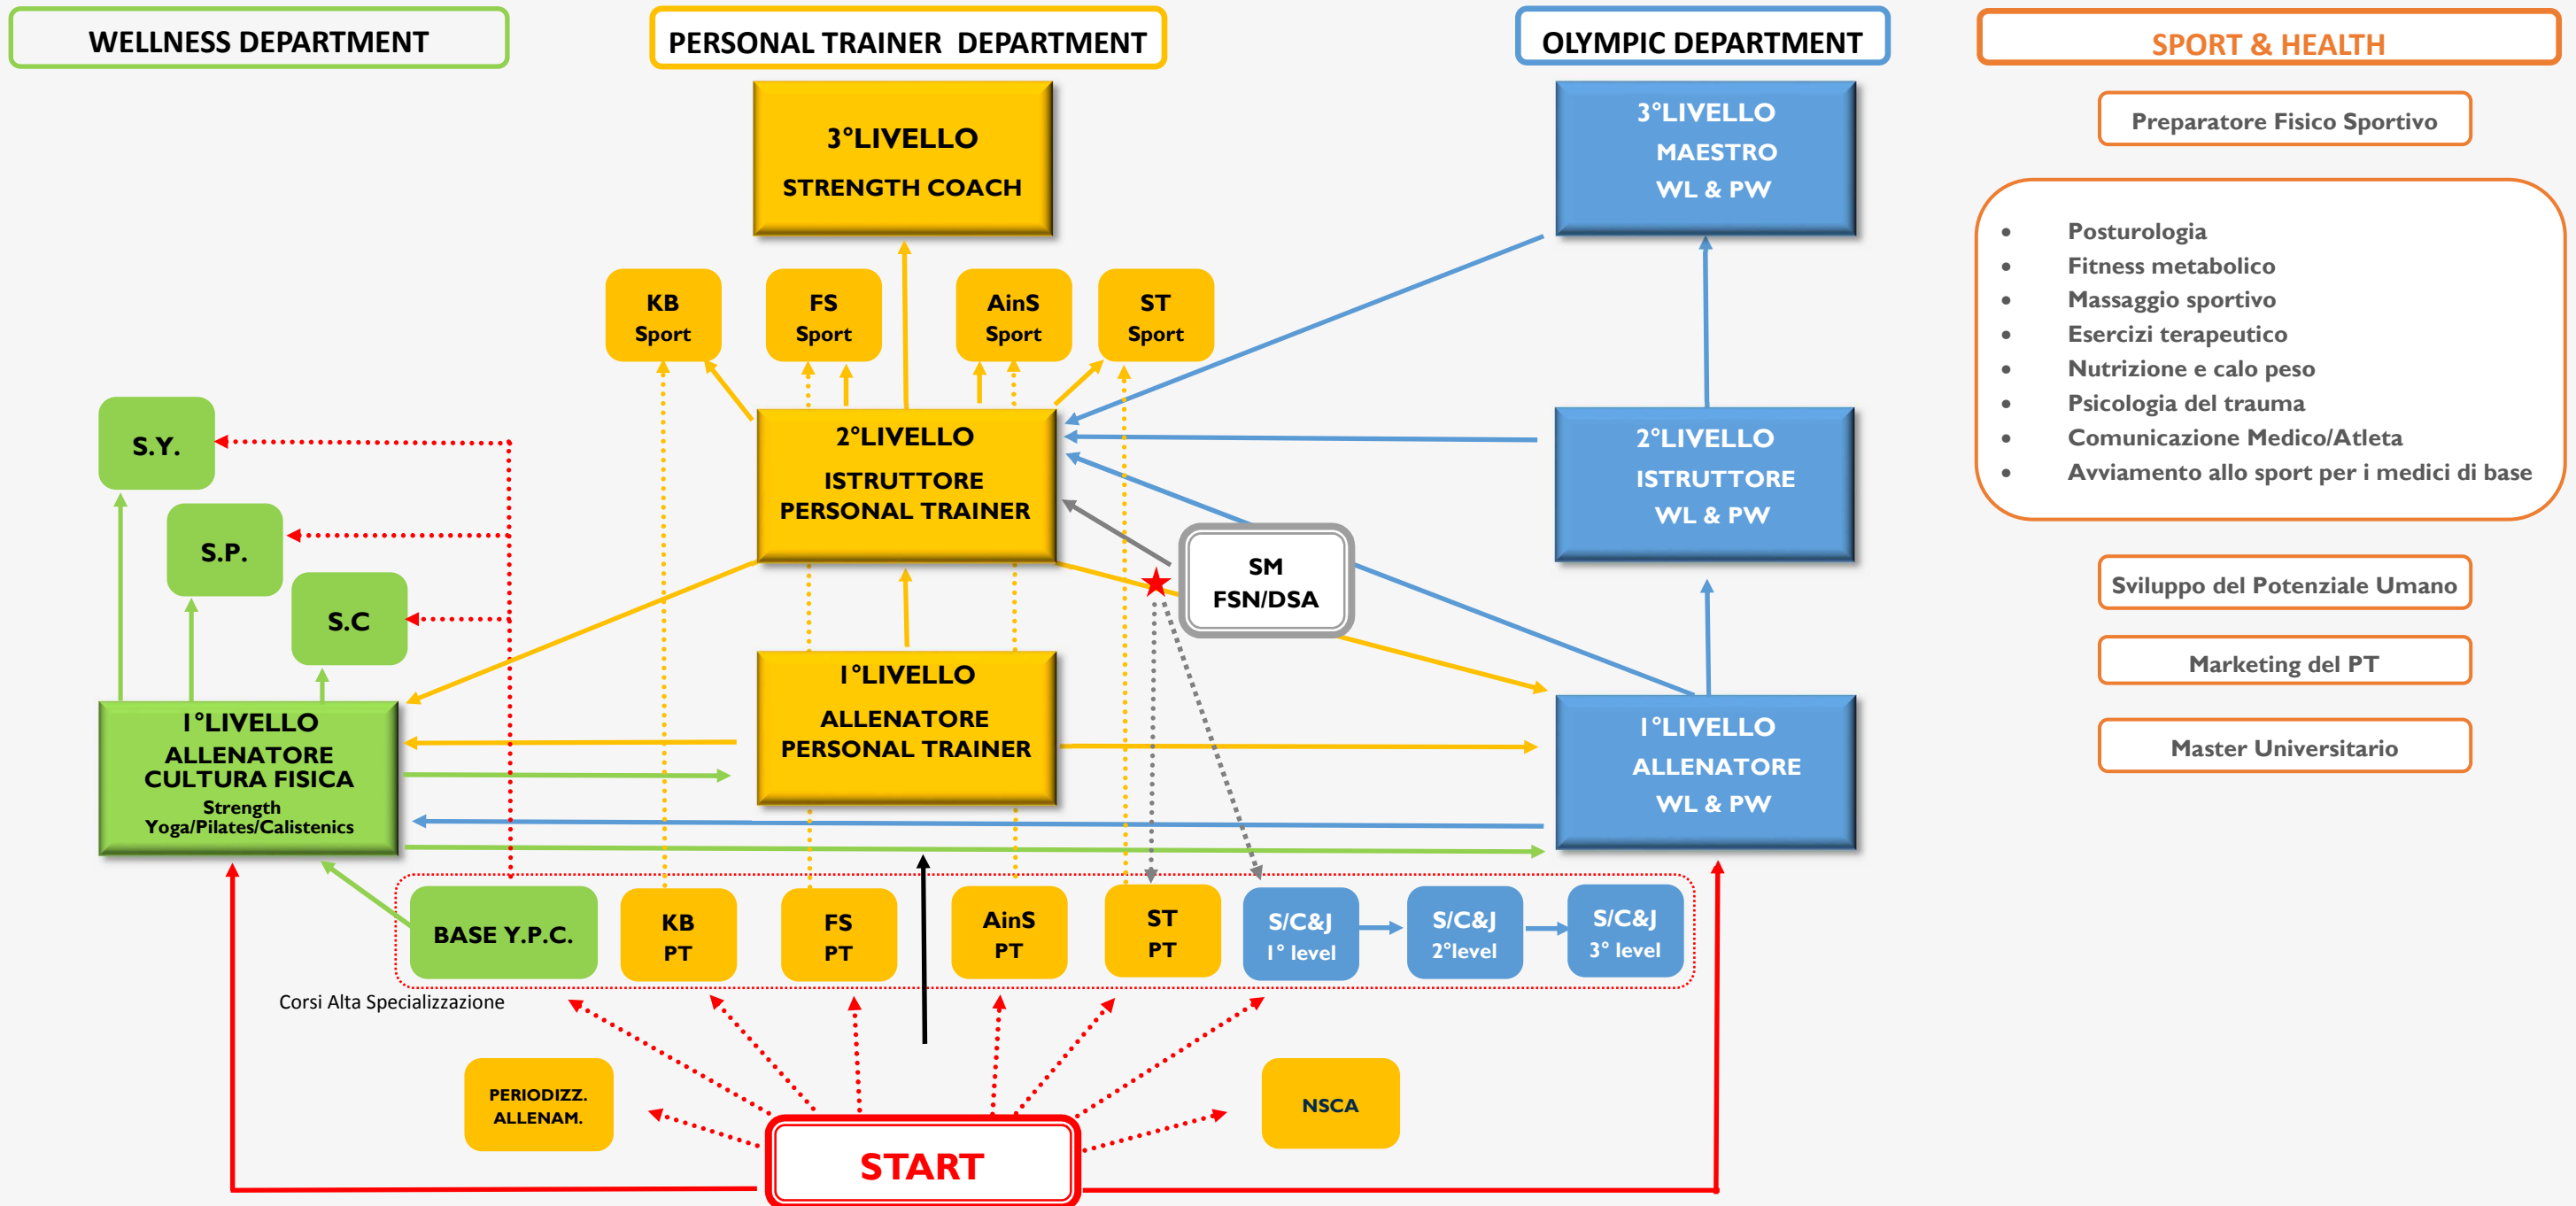 WELLNESS DEPARTMENT
PERSONAL TRAINER DEPARTMENT
OLYMPIC DEPARTMENT
SPORT & HEALTH
3°LIVELLO
STRENGTH COACH
3°LIVELLO
MAESTRO
WL & PW
Preparatore Fisico Sportivo
• Posturologia
• Fitness metabolico
• Massaggio sportivo
• Esercizi terapeutico
• Nutrizione e calo peso
• Psicologia del trauma
• Comunicazione Medico/Atleta
• Avviamento allo sport per i medici di base
KB
Sport
FS
Sport
AinS
Sport
ST
Sport
S.Y.
S.P.
S.C
2°LIVELLO
ISTRUTTORE
PERSONAL TRAINER
2°LIVELLO
ISTRUTTORE
WL & PW
SM
FSN/DSA
Sviluppo del Potenziale Umano
Marketing del PT
Master Universitario
1°LIVELLO
ALLENATORE
CULTURA FISICA
Strength
Yoga/Pilates/Calistenics
1°LIVELLO
ALLENATORE
PERSONAL TRAINER
1°LIVELLO
ALLENATORE
WL & PW
BASE Y.P.C.
KB
PT
FS
PT
AinS
PT
ST
PT
S/C&J
1° level
S/C&J
2°level
S/C&J
3° level
Corsi Alta Specializzazione
PERIODIZZ.
ALLENAM.
NSCA
START